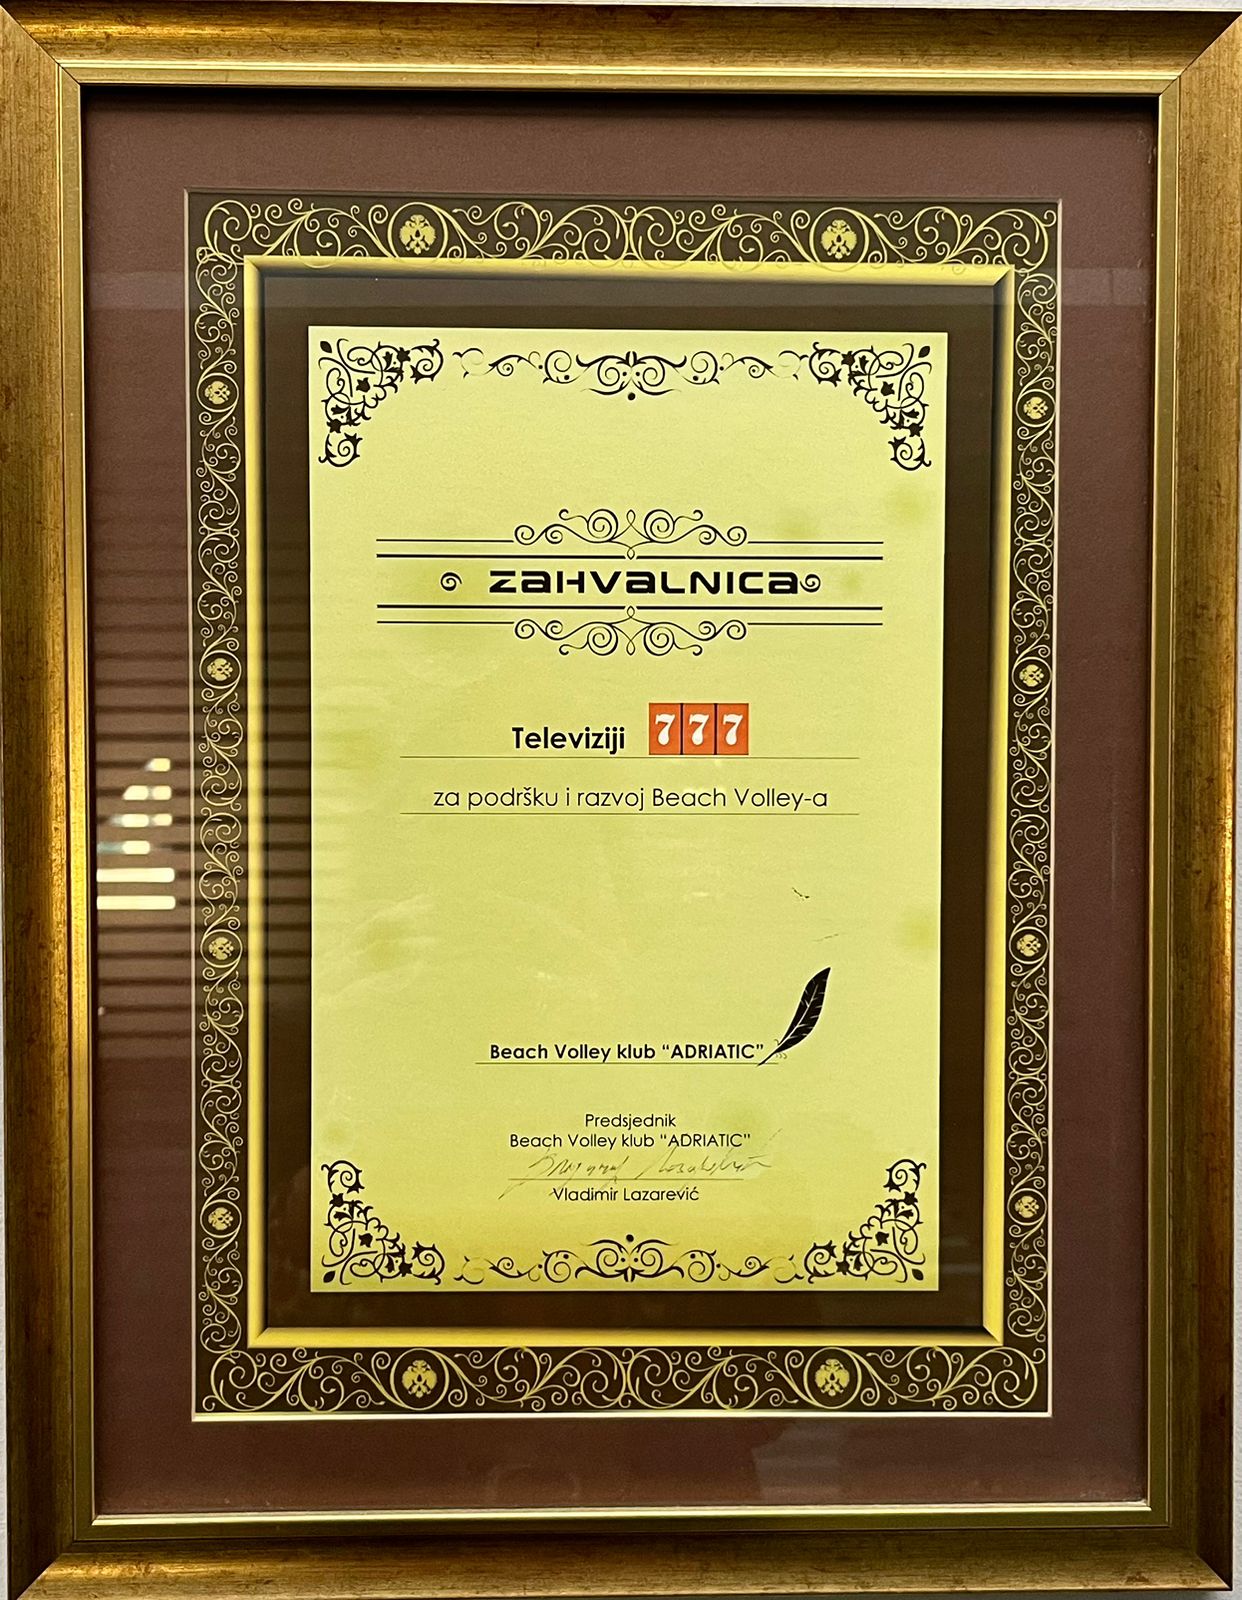 ZAHVALNICA
Televiziji 777
za podršku i razvoj Beach Volley-a
Beach Volley klub “ADRIATIC”
Predsjednik
Beach Volley klub “ADRIATIC”
Vladimir Lazarević